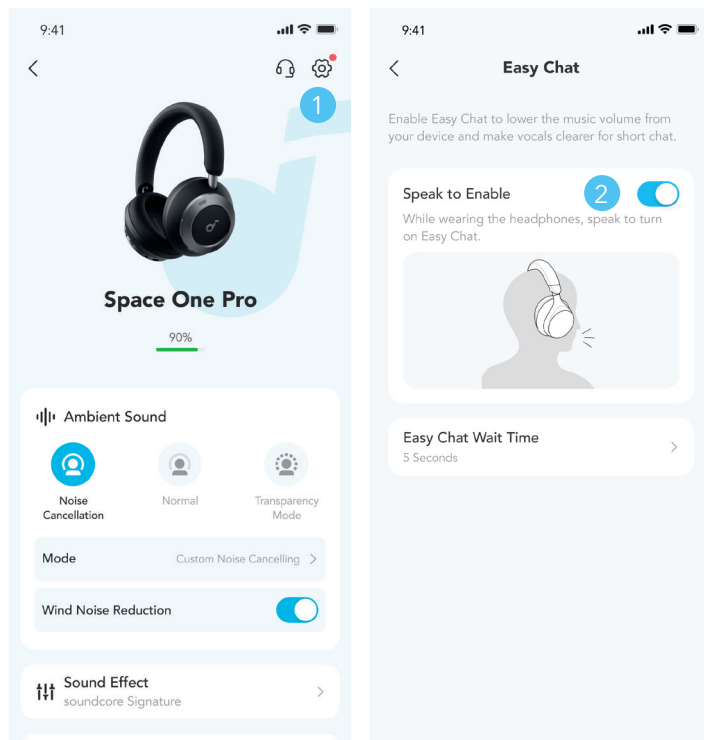 9:41
1
Space One Pro
90%
Ambient Sound
Noise
Cancellation
Normal
Transparency
Mode
Mode
Custom Noise Cancelling
Wind Noise Reduction
Sound Effect
soundcore Signature
9:41
Easy Chat
Enable Easy Chat to lower the music volume from
your device and make vocals clearer for short chat.
Speak to Enable
2
While wearing the headphones, speak to turn
on Easy Chat.
Easy Chat Wait Time
5 Seconds